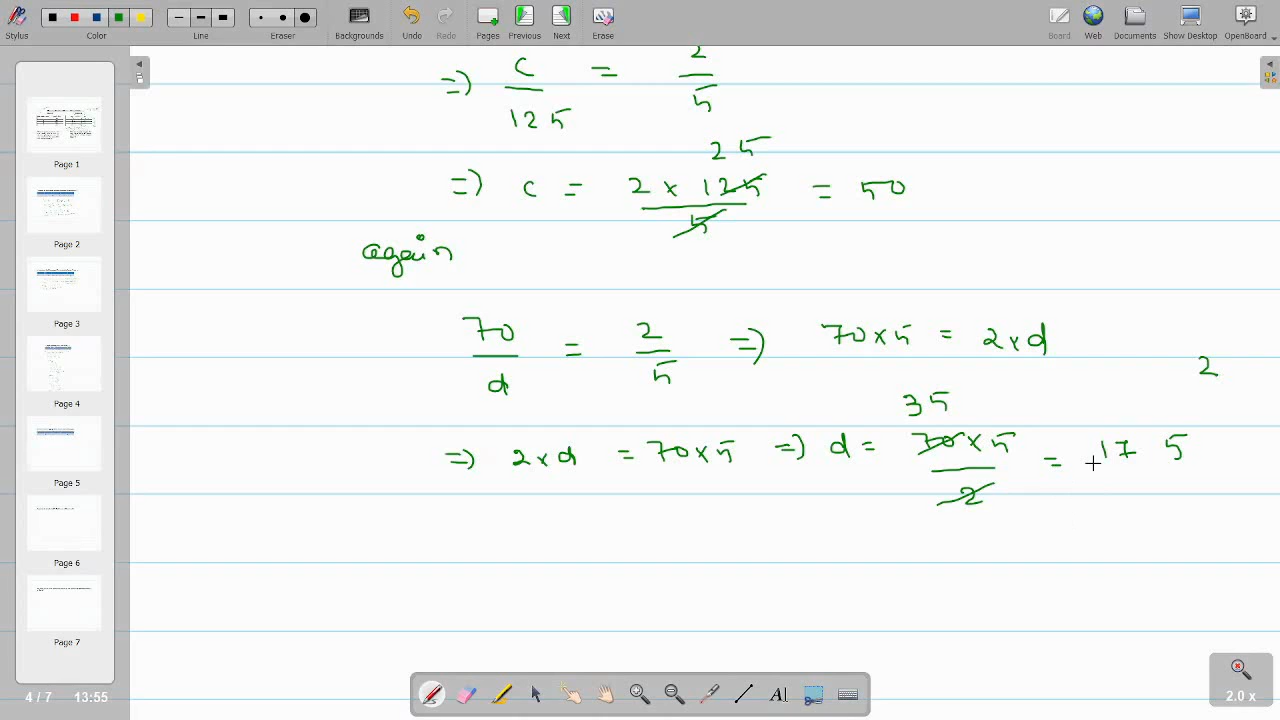 Stylus Color Line Eraser Backgrounds Undo Redo Pages Previous Next Erase Board Web Documents Show Desktop OpenBoard
=> c/125 = 2/5
25
=> c = 2 x 125/5 = 50
again
70/d = 2/5 => 70 x 5 = 2 x d
2
35
=> 2 x d = 70 x 5 => d = 70 x 5/2 = 17 5
Page 1
Page 2
Page 3
Page 4
Page 5
Page 6
Page 7
4 / 7 13:55
AI
2.0 x